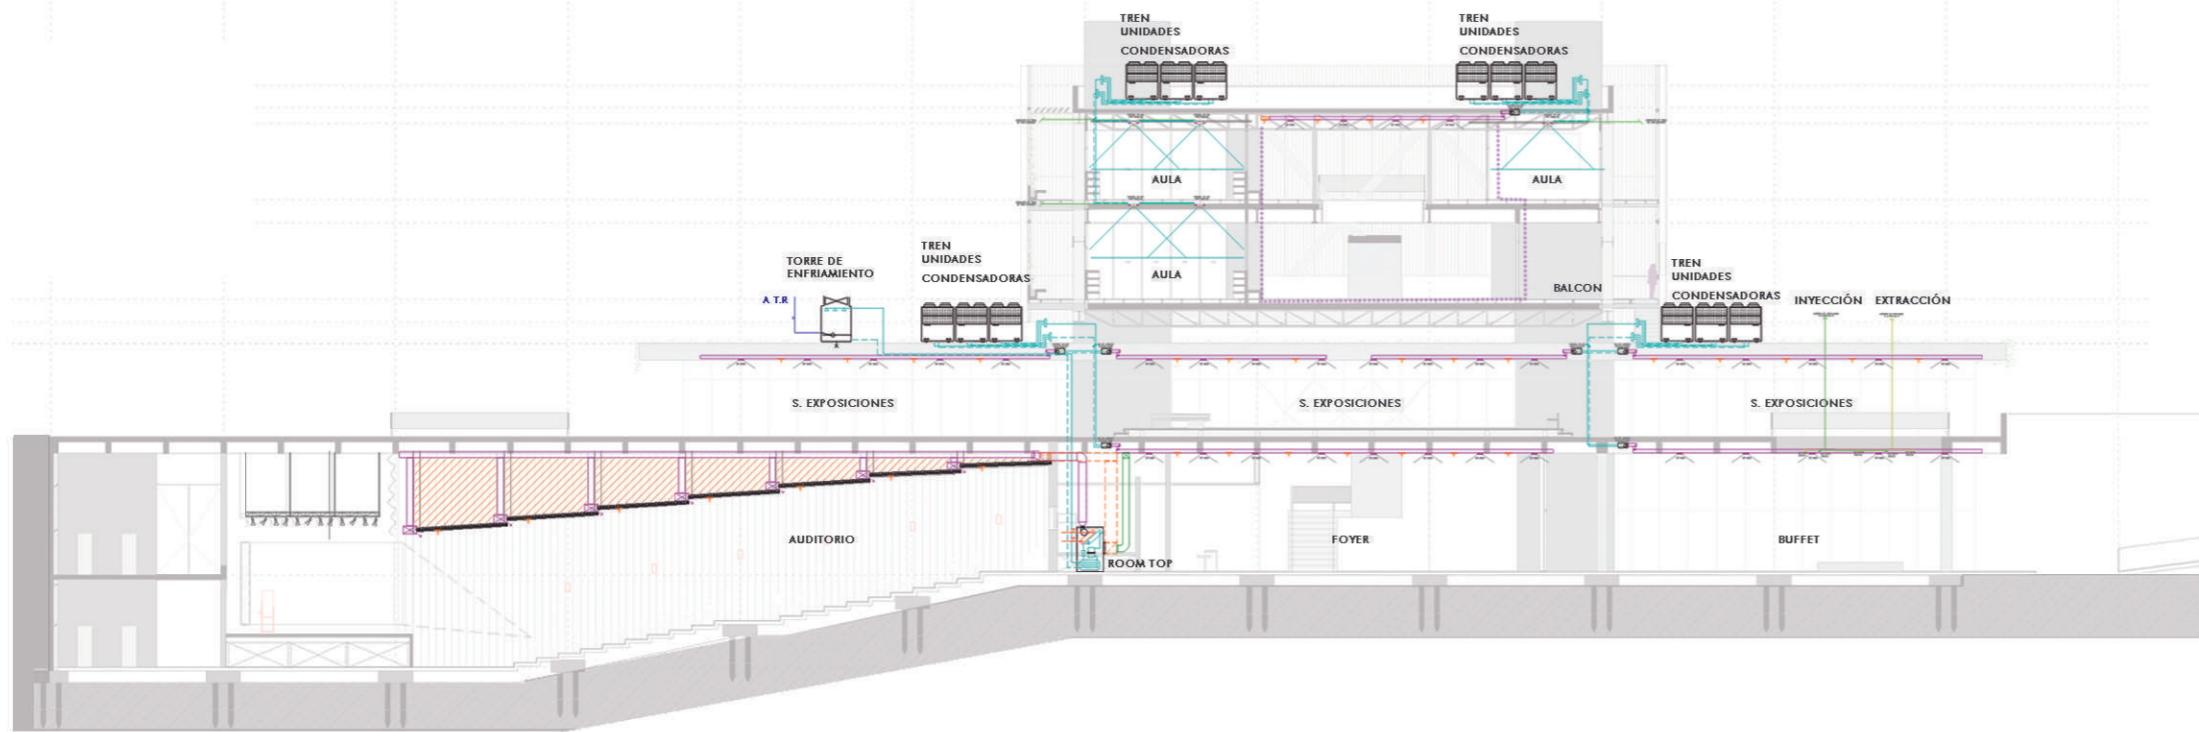 TREN
UNIDADES
CONDENSADORAS
TREN
UNIDADES
CONDENSADORAS
AULA
AULA
TREN
UNIDADES
CONDENSADORAS
TORRE DE
ENFRIAMIENTO
A.T.R
AULA
BALCON
TREN
UNIDADES
CONDENSADORAS
INYECCIÓN
EXTRACCIÓN
S. EXPOSICIONES
S. EXPOSICIONES
S. EXPOSICIONES
AUDITORIO
ROOM TOP
FOYER
BUFFET